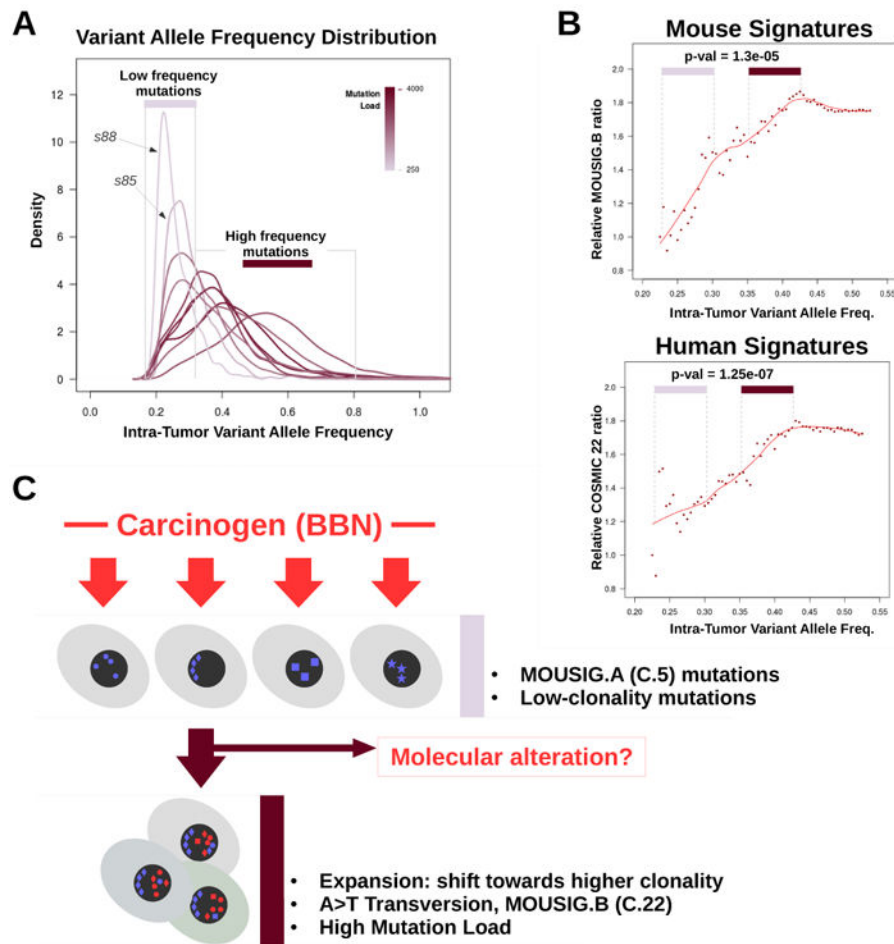 A
Variant Allele Frequency Distribution
Low frequency
mutations
Mutation
Load
4000
250
s88
s85
High frequency
mutations
Density
12
10
8
6
4
2
0
0.0 0.2 0.4 0.6 0.8 1.0
Intra-Tumor Variant Allele Frequency
B
Mouse Signatures
p-val = 1.3e-05
Relative MOUSIG.B ratio
2.0
1.8
1.6
1.4
1.2
1.0
0.8
0.20 0.25 0.30 0.35 0.40 0.45 0.50 0.55
Intra-Tumor Variant Allele Freq.
Human Signatures
p-val = 1.25e-07
Relative COSMIC 22 ratio
2.0
1.8
1.6
1.4
1.2
1.0
0.8
0.20 0.25 0.30 0.35 0.40 0.45 0.50 0.55
Intra-Tumor Variant Allele Freq.
C
Carcinogen (BBN)
• MOUSIG.A (C.5) mutations
• Low-clonality mutations
Molecular alteration?
• Expansion: shift towards higher clonality
• A>T Transversion, MOUSIG.B (C.22)
• High Mutation Load